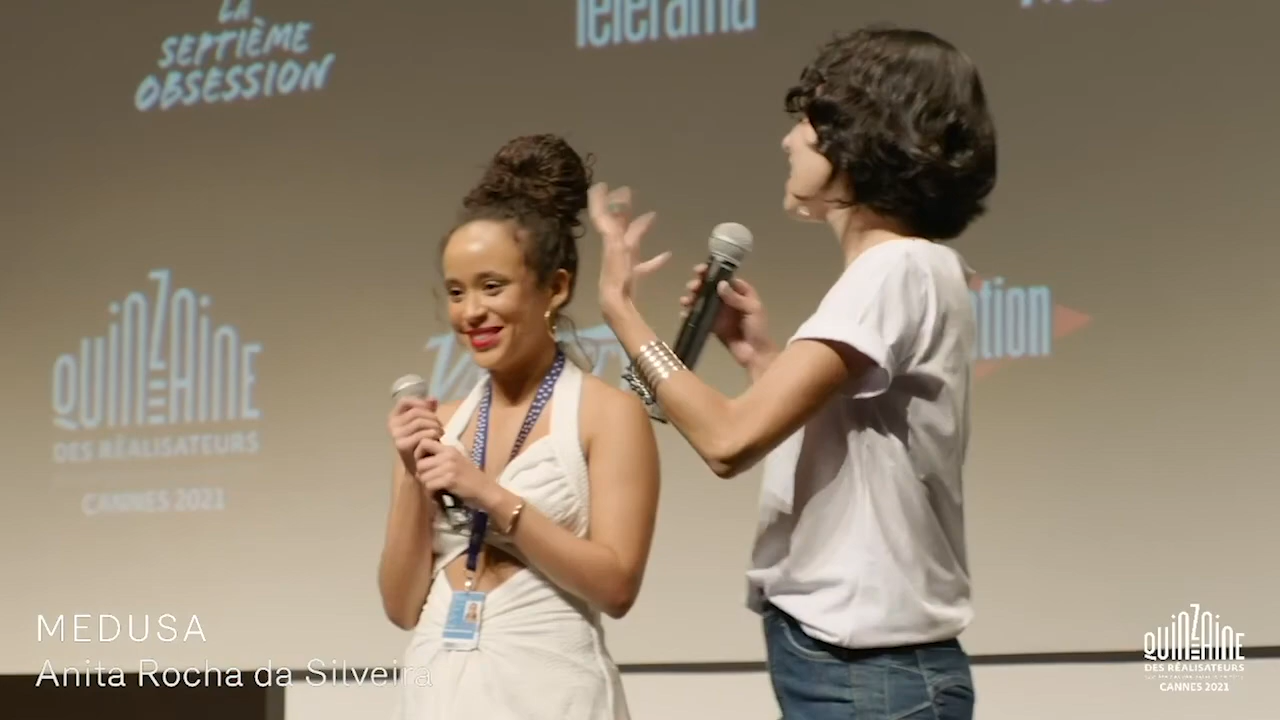 LA
SEPTIÈME
OBSESSION
Télérama
QUINZAINE
DES RÉALISATEURS
CANNES 2021
tion
MEDUSA
Anita Rocha da Silveira
QUINZAINE
DES RÉALISATEURS
CANNES 2021